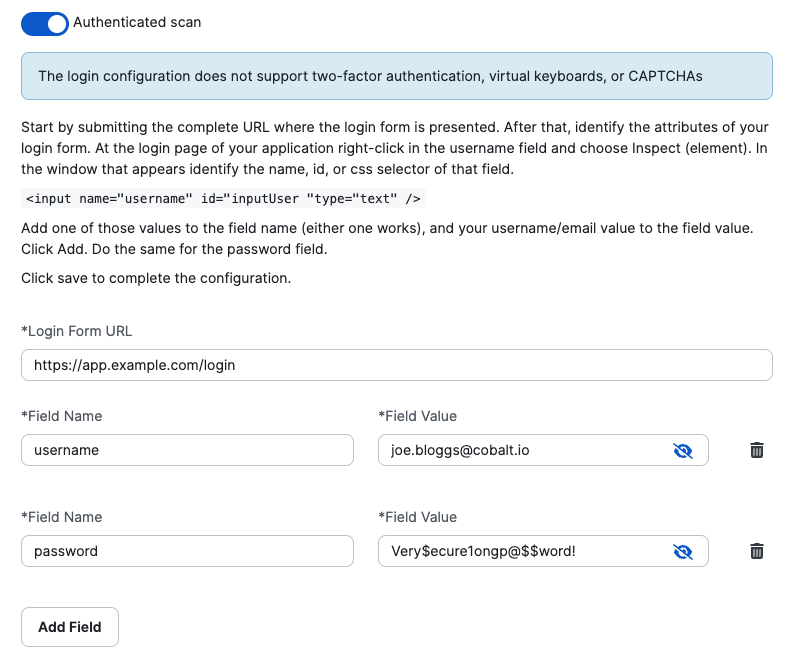 Authenticated scan
The login configuration does not support two-factor authentication, virtual keyboards, or CAPTCHAs
Start by submitting the complete URL where the login form is presented. After that, identify the attributes of your
login form. At the login page of your application right-click in the username field and choose Inspect (element). In
the window that appears identify the name, id, or css selector of that field.
<input name="username" id="inputUser "type="text" />
Add one of those values to the field name (either one works), and your username/email value to the field value.
Click Add. Do the same for the password field.
Click save to complete the configuration.
*Login Form URL
https://app.example.com/login
*Field Name *Field Value
username joe.bloggs@cobalt.io
*Field Name *Field Value
password Very$ecure1ongp@$$word!
Add Field